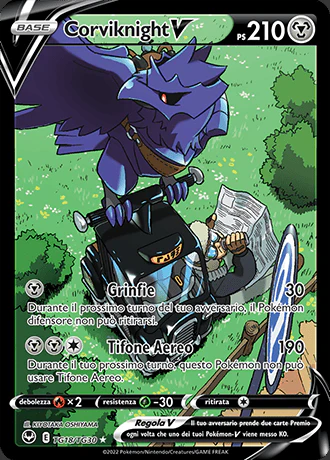 BASE
Corviknight V
PS 210
Grinfie 30
Durante il prossimo turno del tuo avversario, il Pokémon
difensore non può ritirarsi.
Tifone Aereo 190
Durante il tuo prossimo turno, questo Pokémon non può
usare Tifone Aereo.
debolezza ×2 resistenza -30 ritirata
Ill. KIYOTAKA OSHIYAMA
E TG18/TG30 ★
Regola V Il tuo avversario prende due carte Premio
ogni volta che uno dei tuoi Pokémon-V viene messo KO.
©2022 Pokémon/Nintendo/Creatures/GAME FREAK